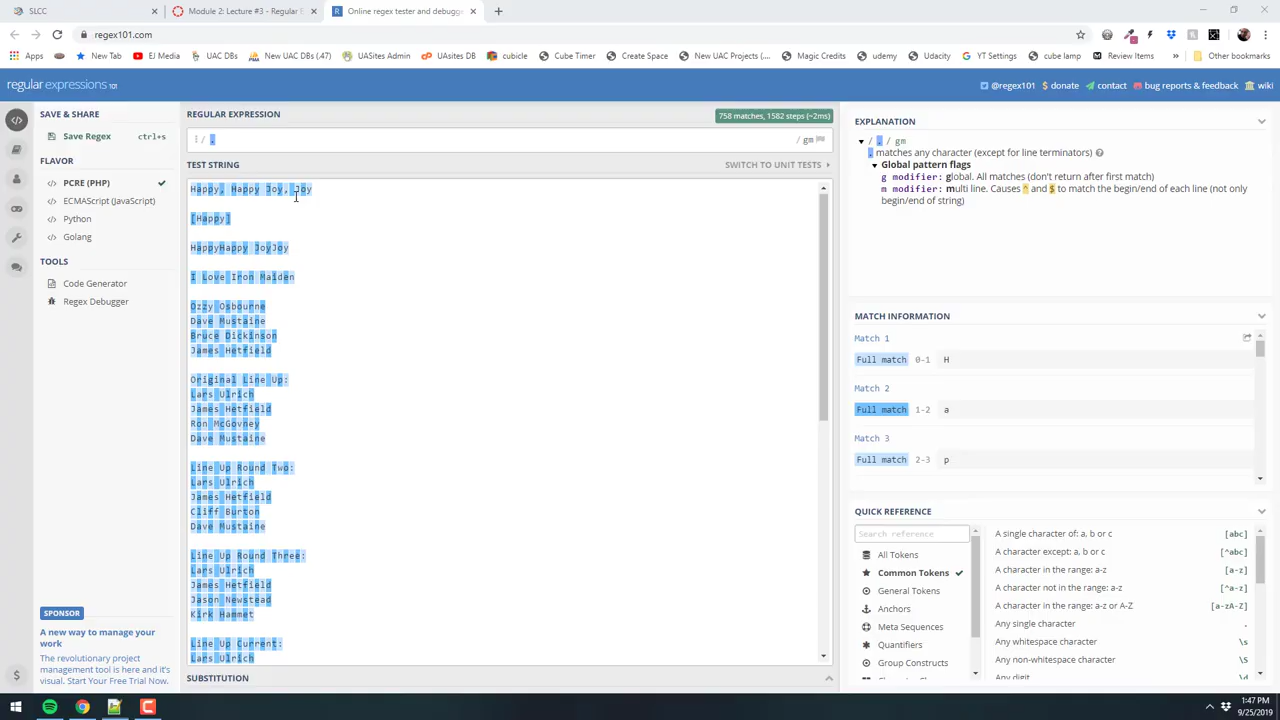 SLCC
Module 2: Lecture #3 - Regular E
Online regex tester and debugge
regex101.com
Apps
New Tab
EJ Media
UAC DBs
New UAC DBs (.47)
UASites Admin
UAsites DB
cubicle
Cube Timer
Create Space
New UAC Projects (...
Magic Credits
udemy
Udacity
YT Settings
cube lamp
Review Items
Other bookmarks
regular expressions 101
@regex101
donate
contact
bug reports & feedback
wiki
SAVE & SHARE
Save Regex ctrl+s
FLAVOR
PCRE (PHP)
ECMAScript (JavaScript)
Python
Golang
TOOLS
Code Generator
Regex Debugger
SPONSOR
A new way to manage your
work
The revolutionary project
management tool is here and it's
visual. Start Your Free Trial Now.
REGULAR EXPRESSION
758 matches, 1582 steps (~2ms)
/ . / gm
TEST STRING
SWITCH TO UNIT TESTS
Happy, Happy Joy, Joy
[Happy]
HappyHappy JoyJoy
I Love Iron Maiden
Ozzy Osbourne
Dave Mustaine
Bruce Dickinson
James Hetfield
Original Line Up:
Lars Ulrich
James Hetfield
Ron McGovney
Dave Mustaine
Line Up Round Two:
Lars Ulrich
James Hetfield
Cliff Burton
Dave Mustaine
Line Up Round Three:
Lars Ulrich
James Hetfield
Jason Newstead
Kirk Hammet
Line Up Current:
Lars Ulrich
SUBSTITUTION
EXPLANATION
/ . / gm
. matches any character (except for line terminators)
Global pattern flags
g modifier: global. All matches (don't return after first match)
m modifier: multi line. Causes ^ and $ to match the begin/end of each line (not only
begin/end of string)
MATCH INFORMATION
Match 1
Full match 0-1 H
Match 2
Full match 1-2 a
Match 3
Full match 2-3 p
QUICK REFERENCE
Search reference
All Tokens
Common Tokens
General Tokens
Anchors
Meta Sequences
Quantifiers
Group Constructs
A single character of: a, b or c [abc]
A character except: a, b or c [^abc]
A character in the range: a-z [a-z]
A character not in the range: a-z [^a-z]
A character in the range: a-z or A-Z [a-zA-Z]
Any single character .
Any whitespace character \s
Any non-whitespace character \S
Any digit \d
1:47 PM
9/25/2019